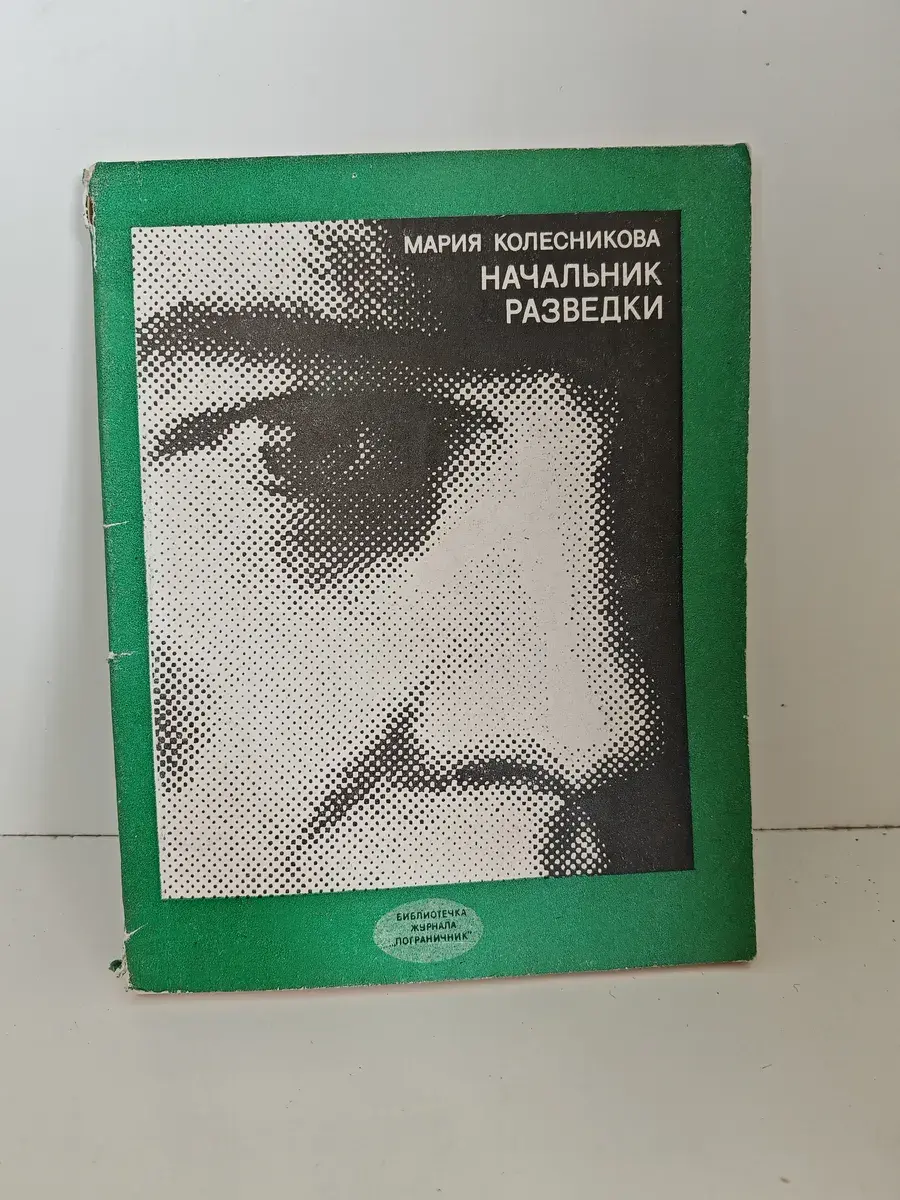 МАРИЯ КОЛЕСНИКОВА
НАЧАЛЬНИК
РАЗВЕДКИ
БИБЛИОТЕЧКА
ЖУРНАЛА
„ПОГРАНИЧНИК"